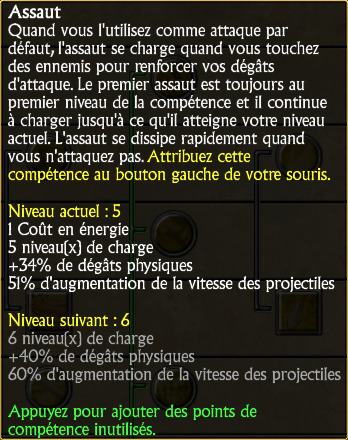 Assaut
Quand vous l'utilisez comme attaque par
défaut, l'assaut se charge quand vous touchez
des ennemis pour renforcer vos dégâts
d'attaque. Le premier assaut est toujours au
premier niveau de la compétence et il continue
à charger jusqu'à ce qu'il atteigne votre niveau
actuel. L'assaut se dissipe rapidement quand
vous n'attaquez pas. Attribuez cette
compétence au bouton gauche de votre souris.
Niveau actuel : 5
1 Coût en énergie
5 niveau(x) de charge
+34% de dégâts physiques
51% d'augmentation de la vitesse des projectiles
Niveau suivant : 6
6 niveau(x) de charge
+40% de dégâts physiques
60% d'augmentation de la vitesse des projectiles
Appuyez pour ajouter des points de
compétence inutilisés.